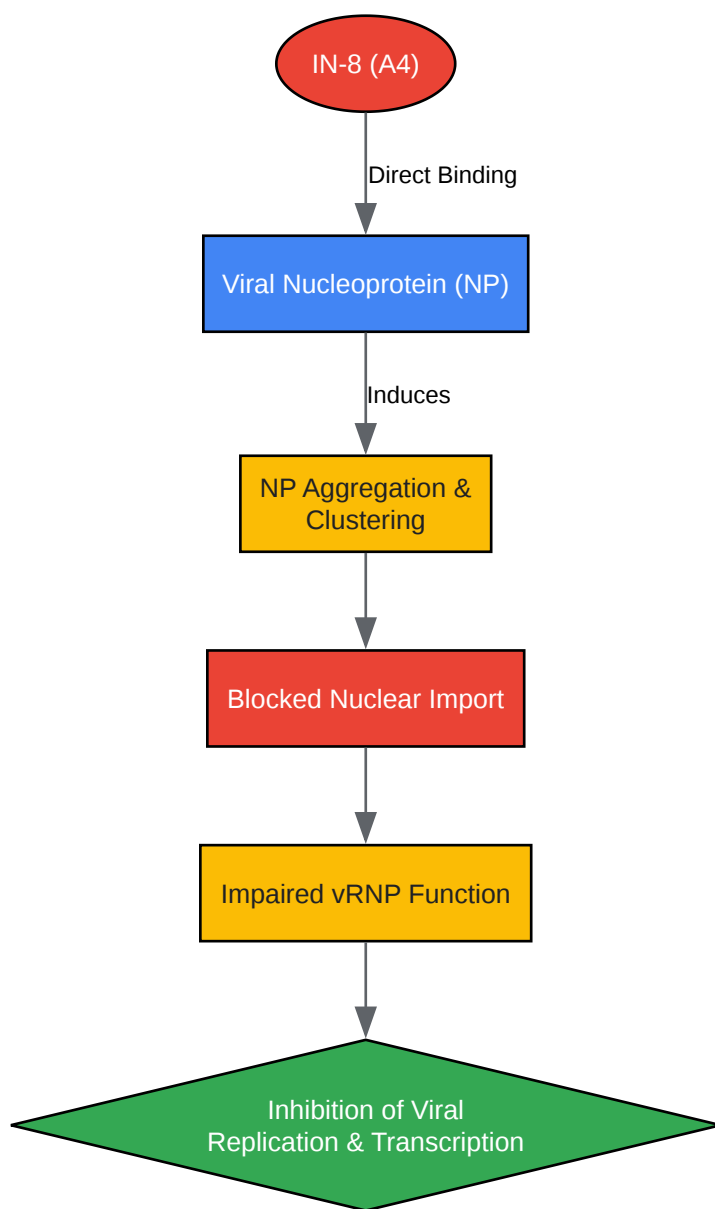 IN-8 (A4)
Direct Binding
Viral Nucleoprotein (NP)
Induces
NP Aggregation &
Clustering
Blocked Nuclear Import
Impaired vRNP Function
Inhibition of Viral
Replication & Transcription